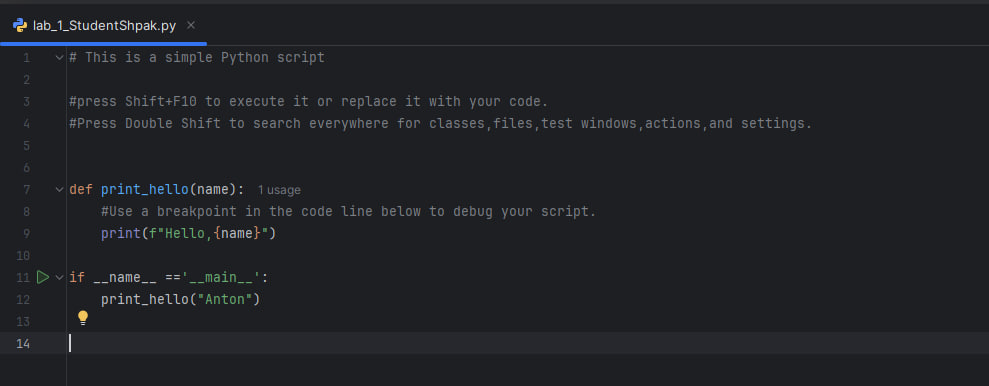 lab_1_StudentShpak.py ×
1 # This is a simple Python script
2
3 #press Shift+F10 to execute it or replace it with your code.
4 #Press Double Shift to search everywhere for classes,files,test windows,actions,and settings.
5
6
7 def print_hello(name): 1 usage
8     #Use a breakpoint in the code line below to debug your script.
9     print(f"Hello,{name}")
10
11 if __name__ =='__main__':
12     print_hello("Anton")
13
14